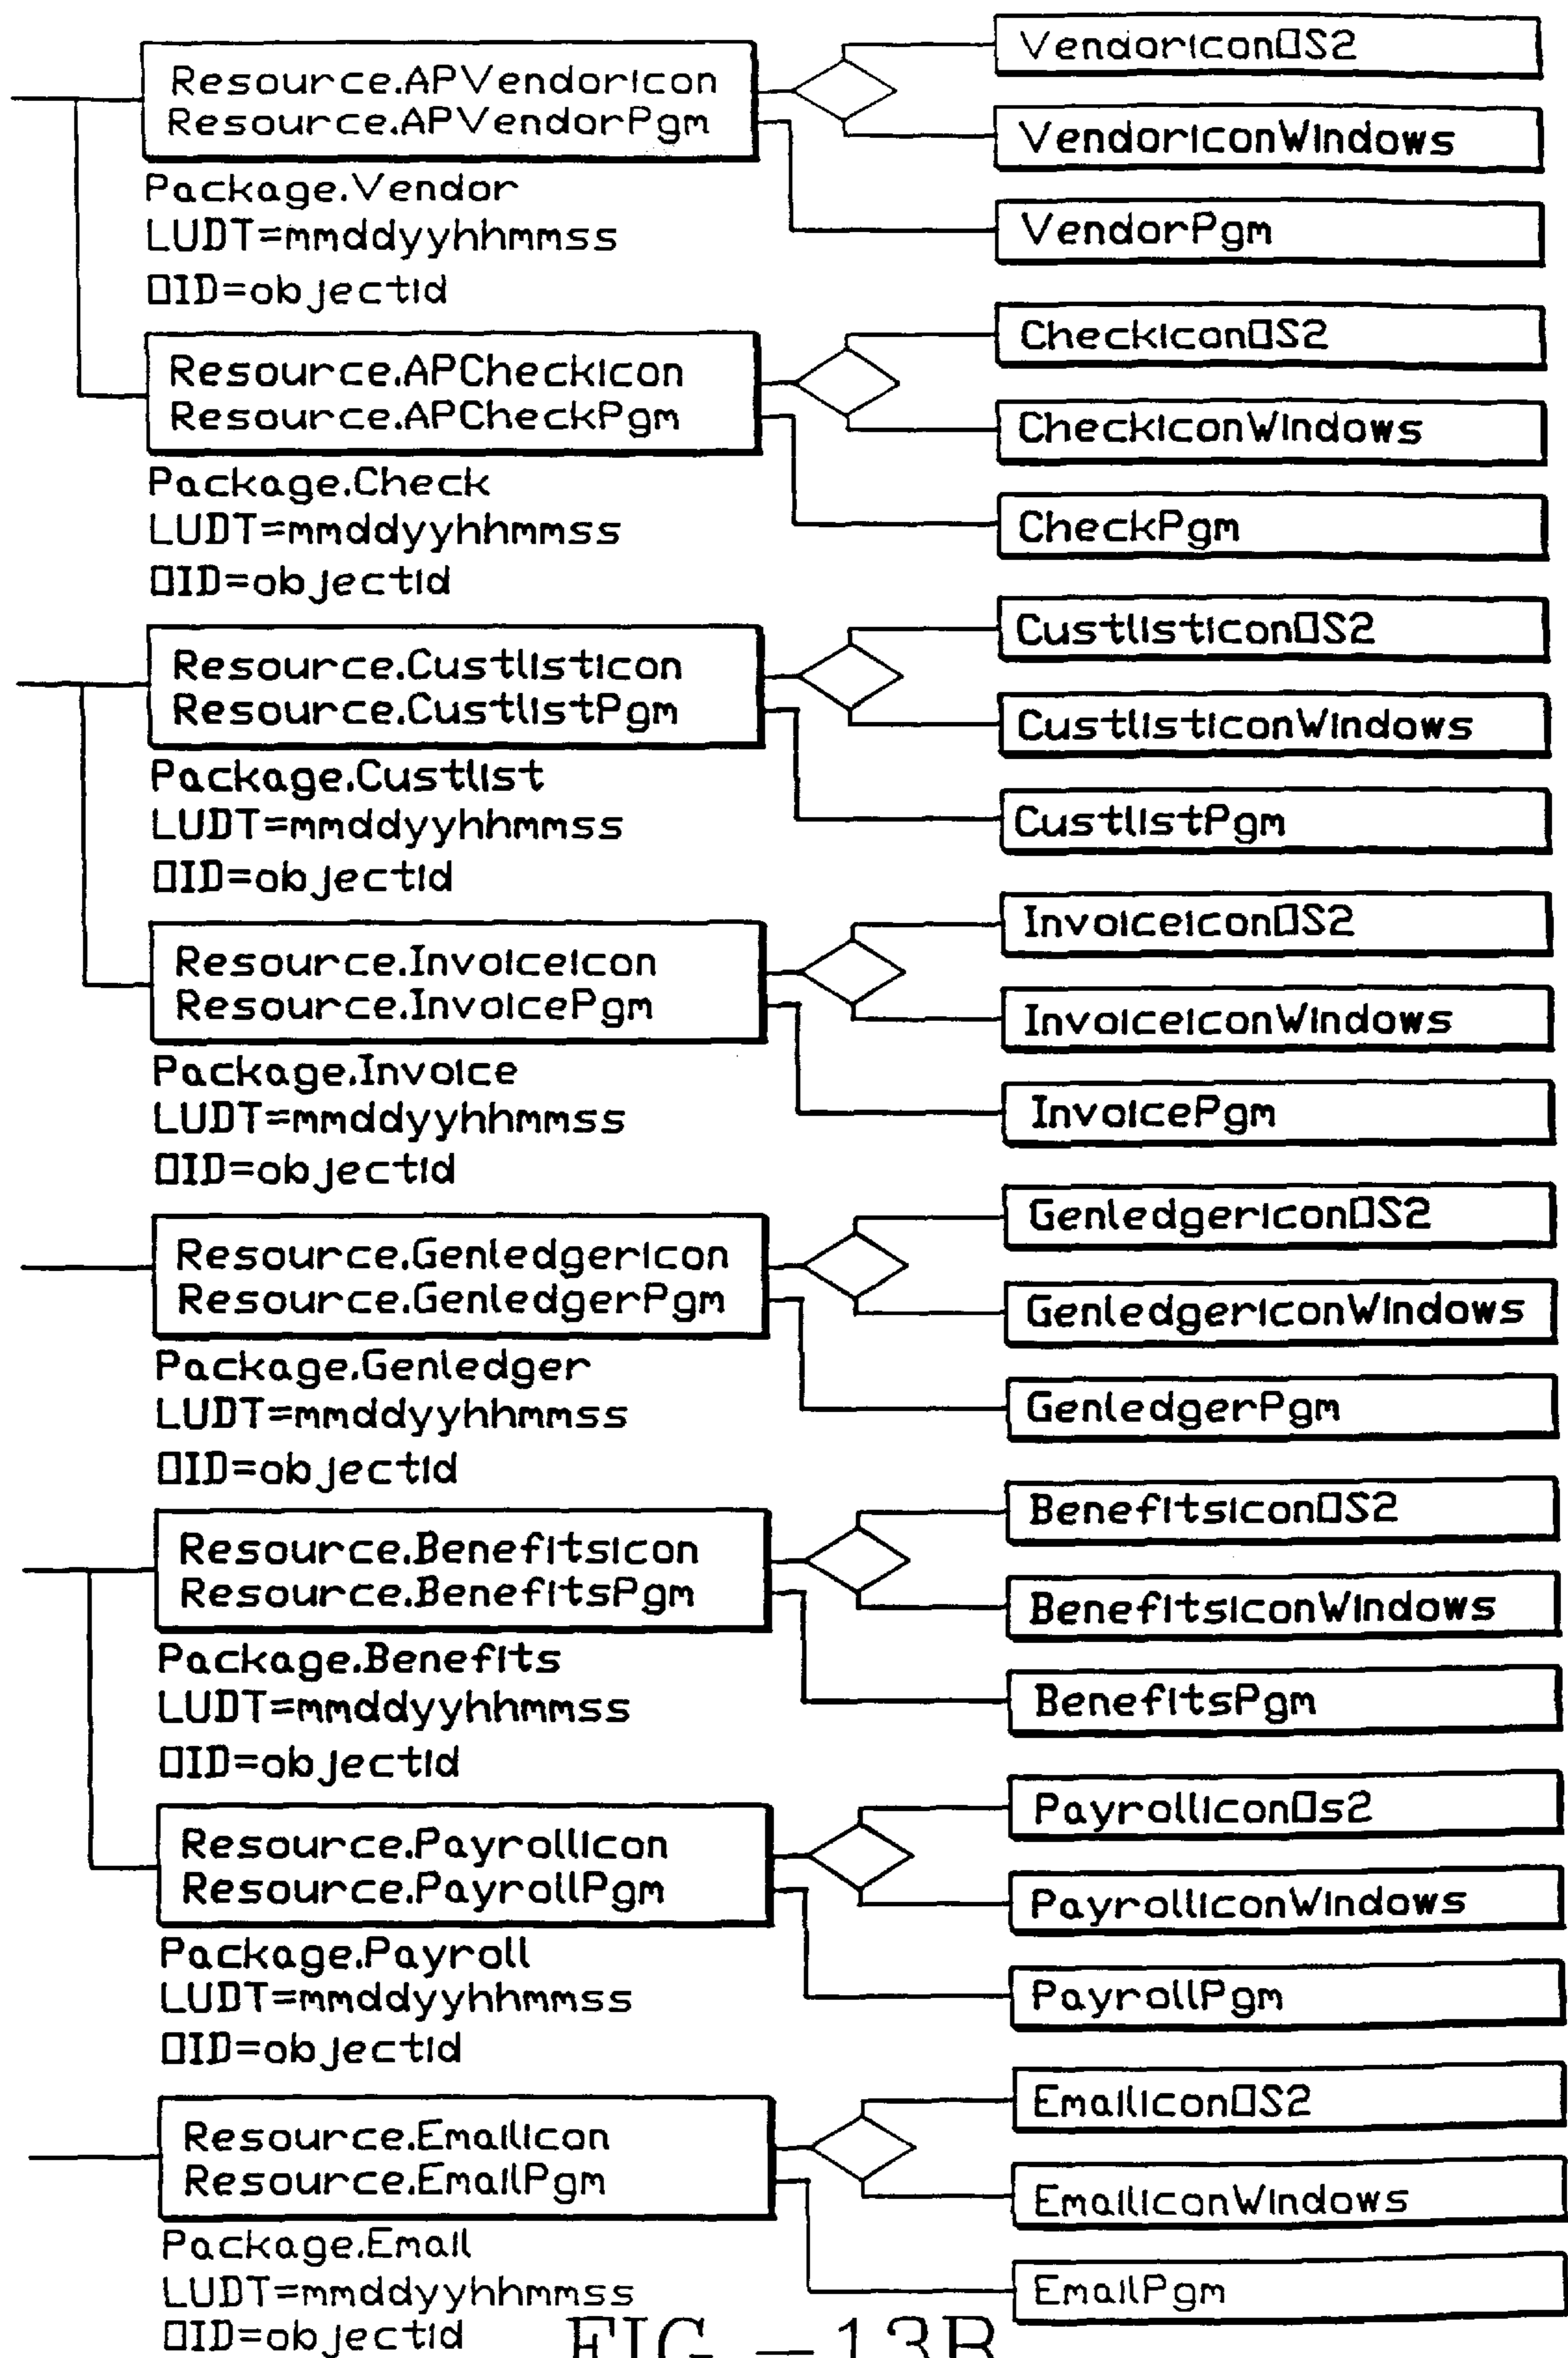 Resource.APVendorIcon
Resource.APVendorPgm
Package.Vendor
LUDT=mmddyyhhmmss
OID=objectid
VendorIconOS2
VendorIconWindows
VendorPgm
Resource.APCheckIcon
Resource.APCheckPgm
Package.Check
LUDT=mmddyyhhmmss
OID=objectid
CheckIconOS2
CheckIconWindows
CheckPgm
Resource.CustlistIcon
Resource.CustlistPgm
Package.Custlist
LUDT=mmddyyhhmmss
OID=objectid
CustlistIconOS2
CustlistIconWindows
CustlistPgm
Resource.InvoiceIcon
Resource.InvoicePgm
Package.Invoice
LUDT=mmddyyhhmmss
OID=objectid
InvoiceIconOS2
InvoiceIconWindows
InvoicePgm
Resource.GenledgerIcon
Resource.GenledgerPgm
Package.Genledger
LUDT=mmddyyhhmmss
OID=objectid
GenledgerIconOS2
GenledgerIconWindows
GenledgerPgm
Resource.BenefitsIcon
Resource.BenefitsPgm
Package.Benefits
LUDT=mmddyyhhmmss
OID=objectid
BenefitsIconOS2
BenefitsIconWindows
BenefitsPgm
Resource.PayrollIcon
Resource.PayrollPgm
Package.Payroll
LUDT=mmddyyhhmmss
OID=objectid
PayrollIconOs2
PayrollIconWindows
PayrollPgm
Resource.EmailIcon
Resource.EmailPgm
Package.Email
LUDT=mmddyyhhmmss
OID=objectid
EmailIconOS2
EmailIconWindows
EmailPgm
FIG.-13B